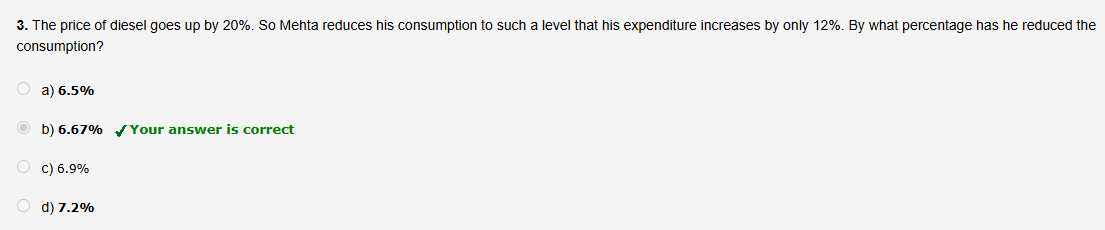 3. The price of diesel goes up by 20%. So Mehta reduces his consumption to such a level that his expenditure increases by only 12%. By what percentage has he reduced the
consumption?
a) 6.5%
b) 6.67% ✓Your answer is correct
c) 6.9%
d) 7.2%